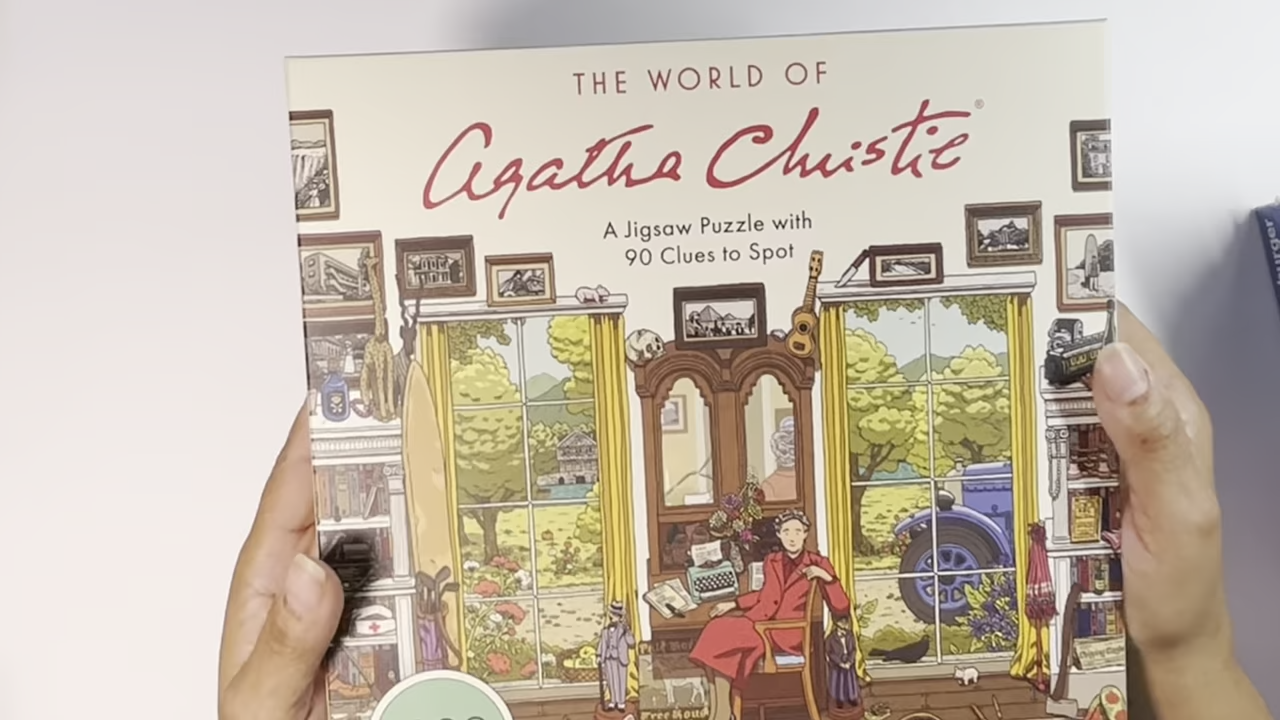 THE WORLD OF
Agatha Christie®
A Jigsaw Puzzle with
90 Clues to Spot